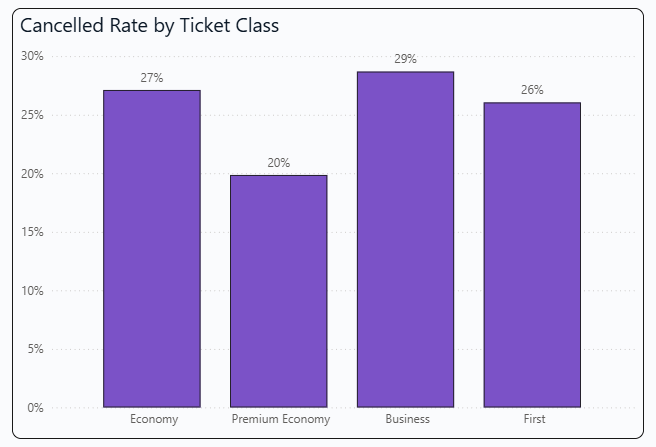 Cancelled Rate by Ticket Class
30%
25%
20%
15%
10%
5%
0%
27%
20%
29%
26%
Economy
Premium Economy
Business
First